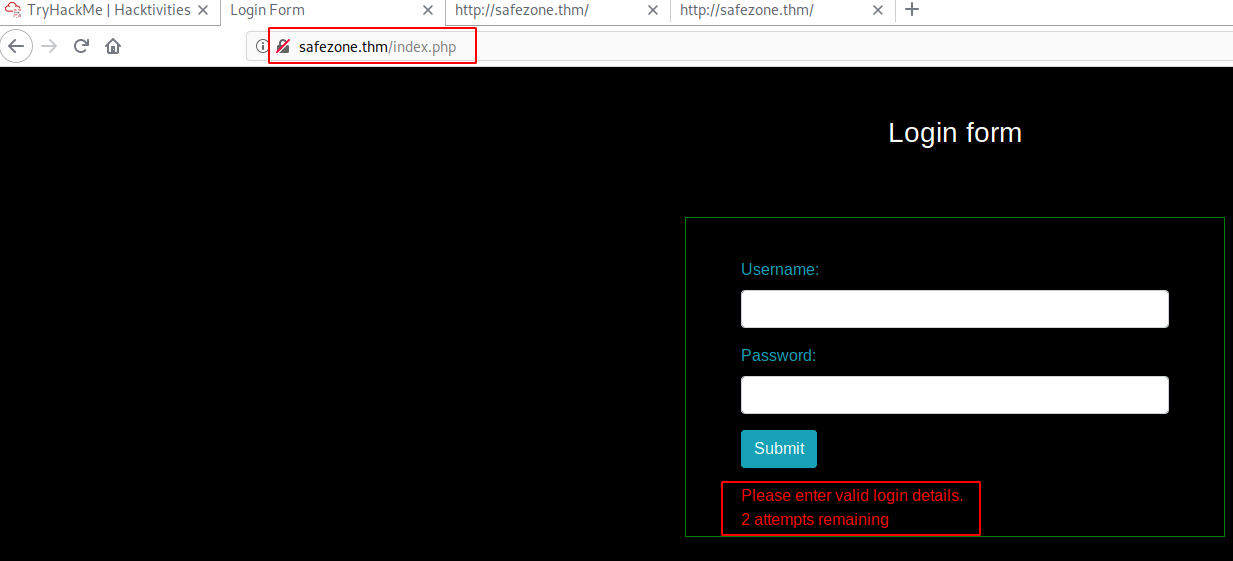 TryHackMe | Hacktivities
Login Form
http://safezone.thm/
http://safezone.thm/
safezone.thm/index.php
Login form
Username:
Password:
Submit
Please enter valid login details.
2 attempts remaining